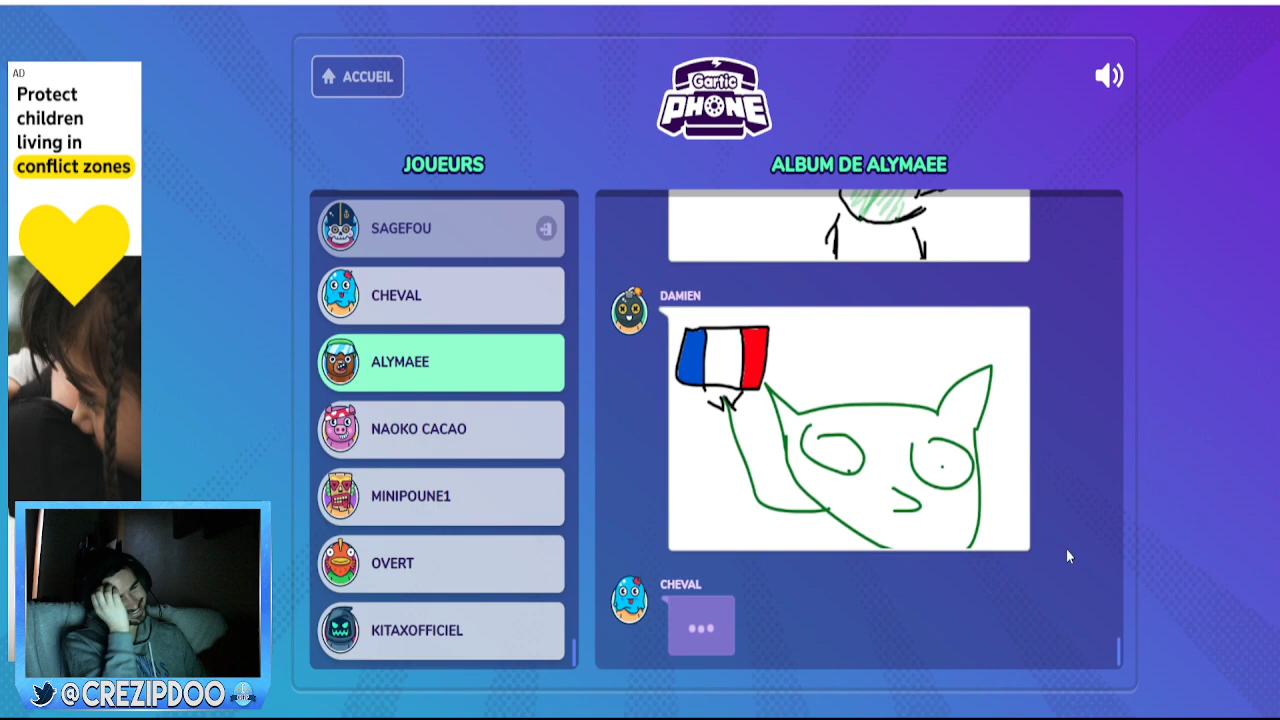 AD
Protect
children
living in
conflict zones
ACCUEIL
Gartic
PHONE
JOUEURS
SAGEFOU
CHEVAL
ALYMAEE
NAOKO CACAO
MINIPOUNE1
OVERT
KITAXOFFICIEL
ALBUM DE ALYMAEE
DAMIEN
CHEVAL
@CREZIPDOO